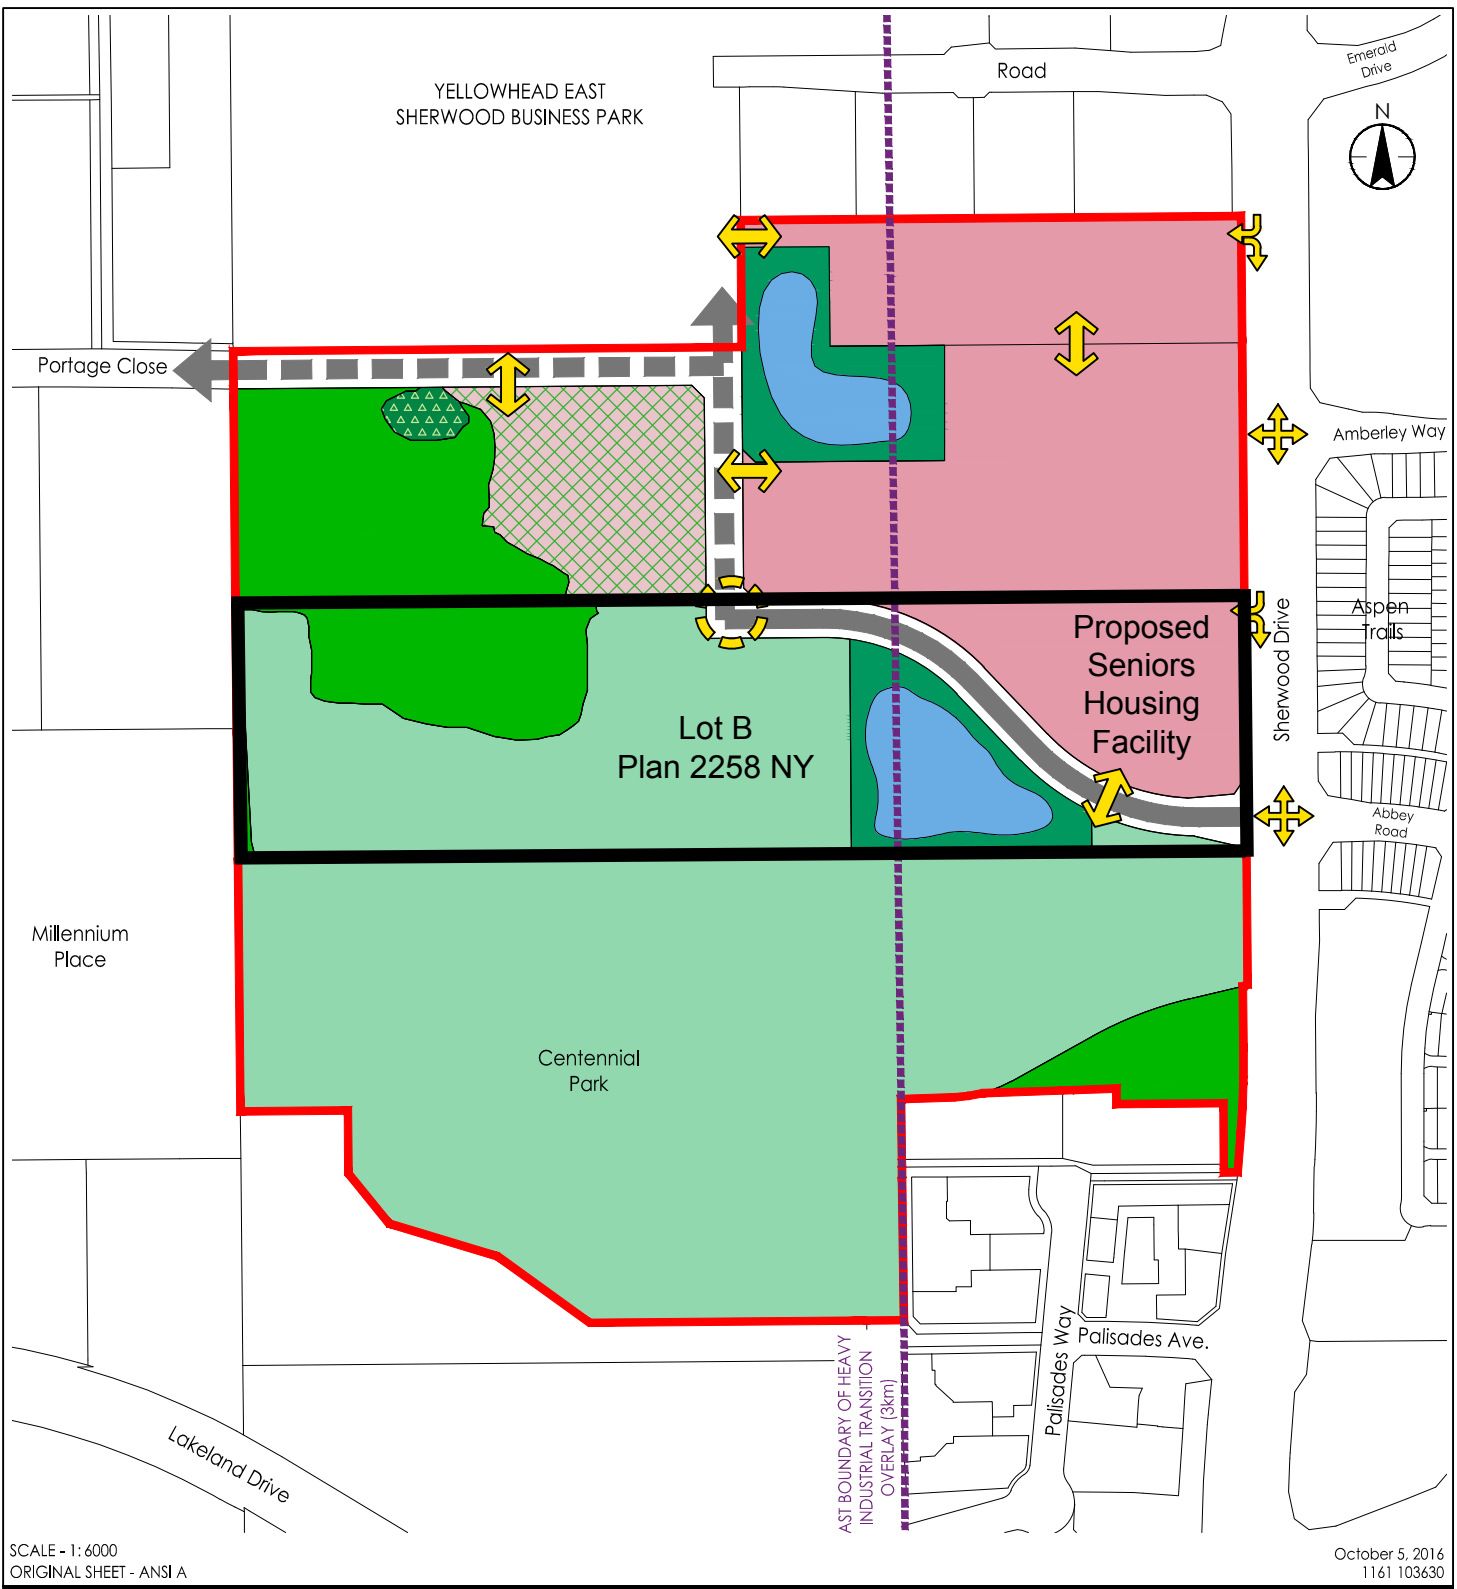 Emerald
Drive
Road
YELLOWHEAD EAST
SHERWOOD BUSINESS PARK
N
Portage Close
Amberley Way
Aspen
Trails
Sherwood Drive
Proposed
Seniors
Housing
Facility
Lot B
Plan 2258 NY
Abbey
Road
Millennium
Place
Centennial
Park
Palisades Way
Palisades Ave.
AST BOUNDARY OF HEAVY
INDUSTRIAL TRANSITION
OVERLAY (3km)
Lakeland Drive
SCALE - 1: 6000
ORIGINAL SHEET - ANSI A
October 5, 2016
1161 103630